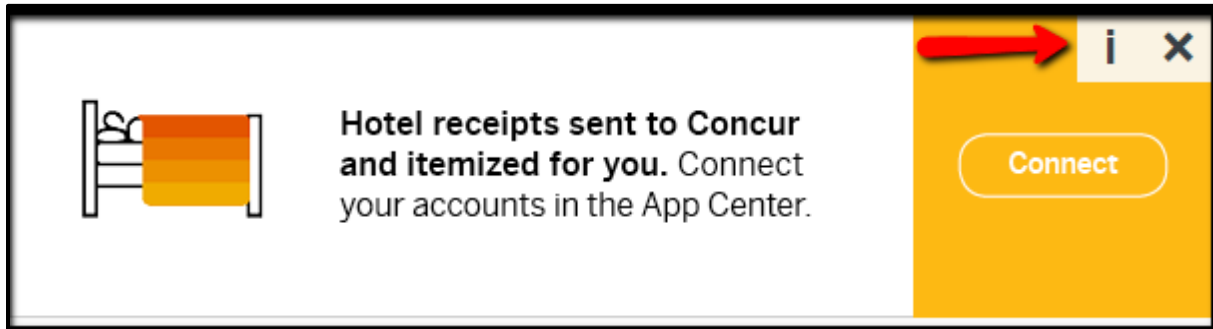 i ×
Hotel receipts sent to Concur
and itemized for you. Connect
your accounts in the App Center.
Connect